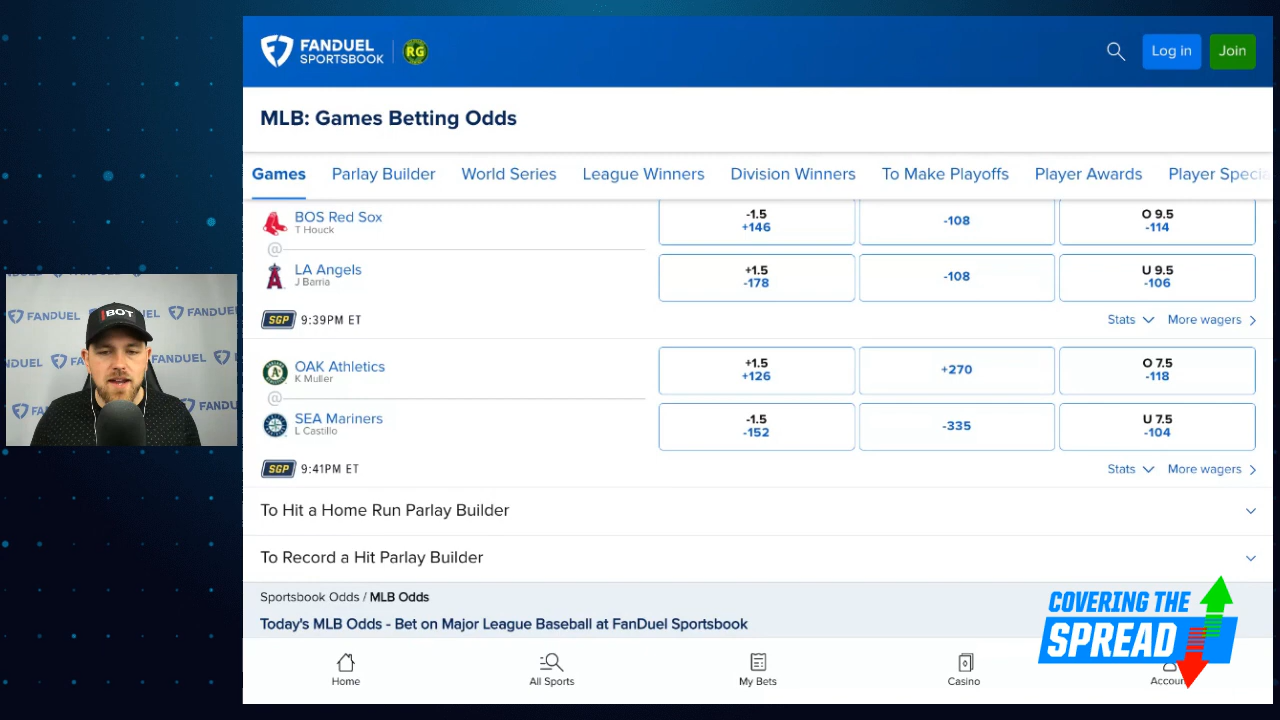 FANDUEL
SPORTSBOOK
RG
Log in
Join
MLB: Games Betting Odds
Games
Parlay Builder
World Series
League Winners
Division Winners
To Make Playoffs
Player Awards
Player Specia
BOS Red Sox
T Houck
-1.5
+146
-108
O 9.5
-114
@
LA Angels
J Barria
+1.5
-178
-108
U 9.5
-106
SGP 9:39PM ET
Stats
More wagers
OAK Athletics
K Muller
+1.5
+126
+270
O 7.5
-118
@
SEA Mariners
L Castillo
-1.5
-152
-335
U 7.5
-104
SGP 9:41PM ET
Stats
More wagers
To Hit a Home Run Parlay Builder
To Record a Hit Parlay Builder
Sportsbook Odds / MLB Odds
Today's MLB Odds - Bet on Major League Baseball at FanDuel Sportsbook
Home
All Sports
My Bets
Casino
Accoun
COVERING THE
SPREAD
BOT
FANDUEL
FANDUEL
FANDUEL